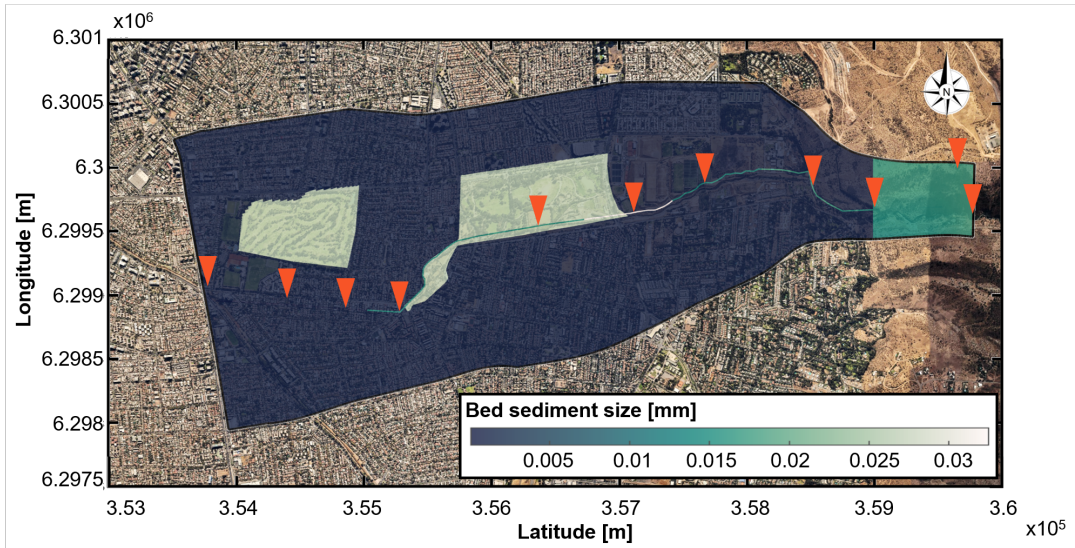 x10⁶
6.301
6.3005
6.3
6.2995
6.299
6.2985
6.298
6.2975
Longitude [m]
N
Bed sediment size [mm]
0.005 0.01 0.015 0.02 0.025 0.03
3.53 3.54 3.55 3.56 3.57 3.58 3.59 3.6
Latitude [m]
x10⁵